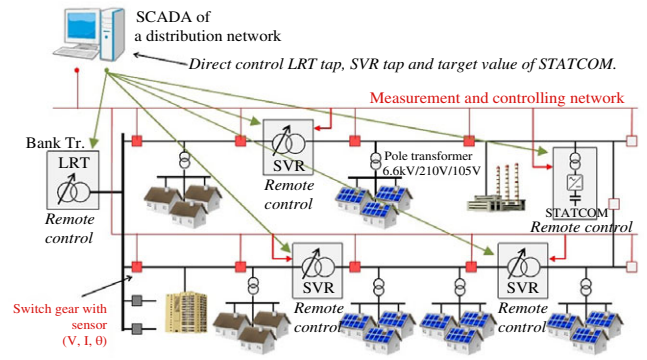 SCADA of
a distribution network
Direct control LRT tap, SVR tap and target value of STATCOM.
Measurement and controlling network
Bank Tr.
LRT
Remote
control
SVR
Remote
control
Pole transformer
6.6kV/210V/105V
STATCOM
Remote control
SVR
Remote
control
SVR
Remote
control
Switch gear with
sensor
(V, I, θ)